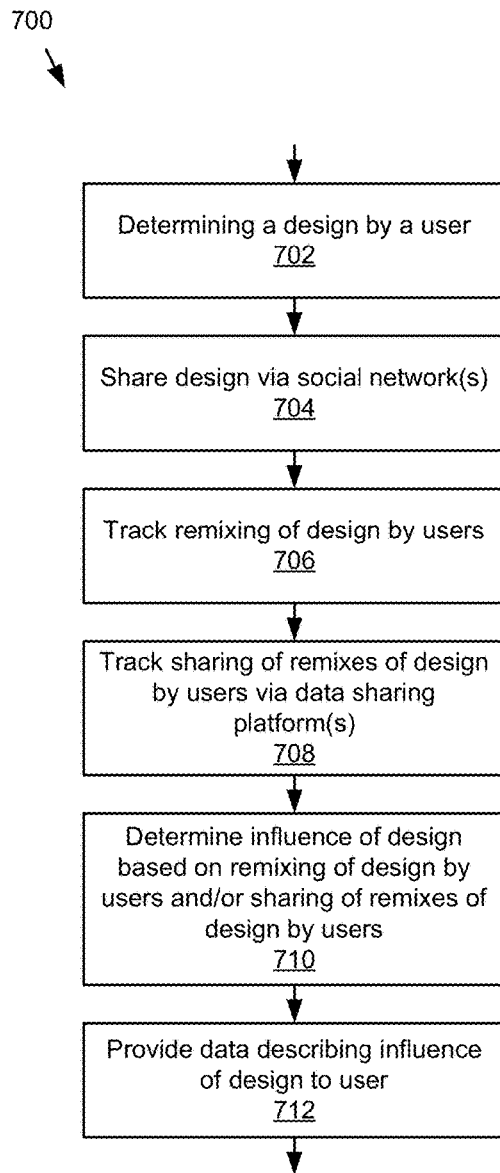 700
Determining a design by a user
702
Share design via social network(s)
704
Track remixing of design by users
706
Track sharing of remixes of design
by users via data sharing
platform(s)
708
Determine influence of design
based on remixing of design by
users and/or sharing of remixes of
design by users
710
Provide data describing influence
of design to user
712